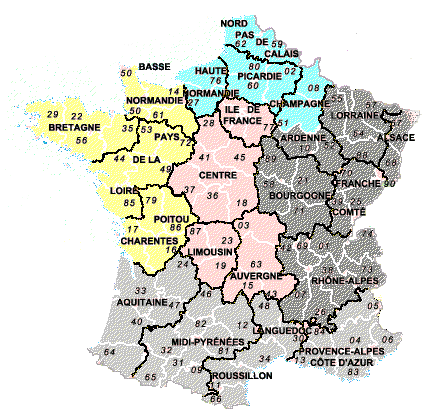 NORD
PAS 59
62 DE
CALAIS
BASSE
50
HAUTE 80 02
76 PICARDIE
60 08
14
NORMANDIE 27
NORMANDIE
50
CHAMPAGNE
29 22
61
ILE DE
FRANCE
57
LORRAINE
BRETAGNE
35 53 PAYS
28
77 51
ARDENNE
54
ALSACE
56
72
52
44 DE LA
41 45
89
49
CENTRE
FRANCHE
90
LOIRE
37 36
21
BOURGOGNE
85 79
18
71
25
COMTÉ
POITOU
17 86 87
03
CHARENTES
23
74
16
LIMOUSIN
63
69 01
24
19
AUVERGNE
38 73
RHÔNE-ALPES
33
15 43
07
AQUITAINE
46
48
47
05
40
82
12
LANGUEDOC
84
30
04 06
MIDI-PYRÉNÉES
13
PROVENCE-ALPES
64
32
81
34
CÔTE D'AZUR
31 09
83
65
11
ROUSSILLON
66